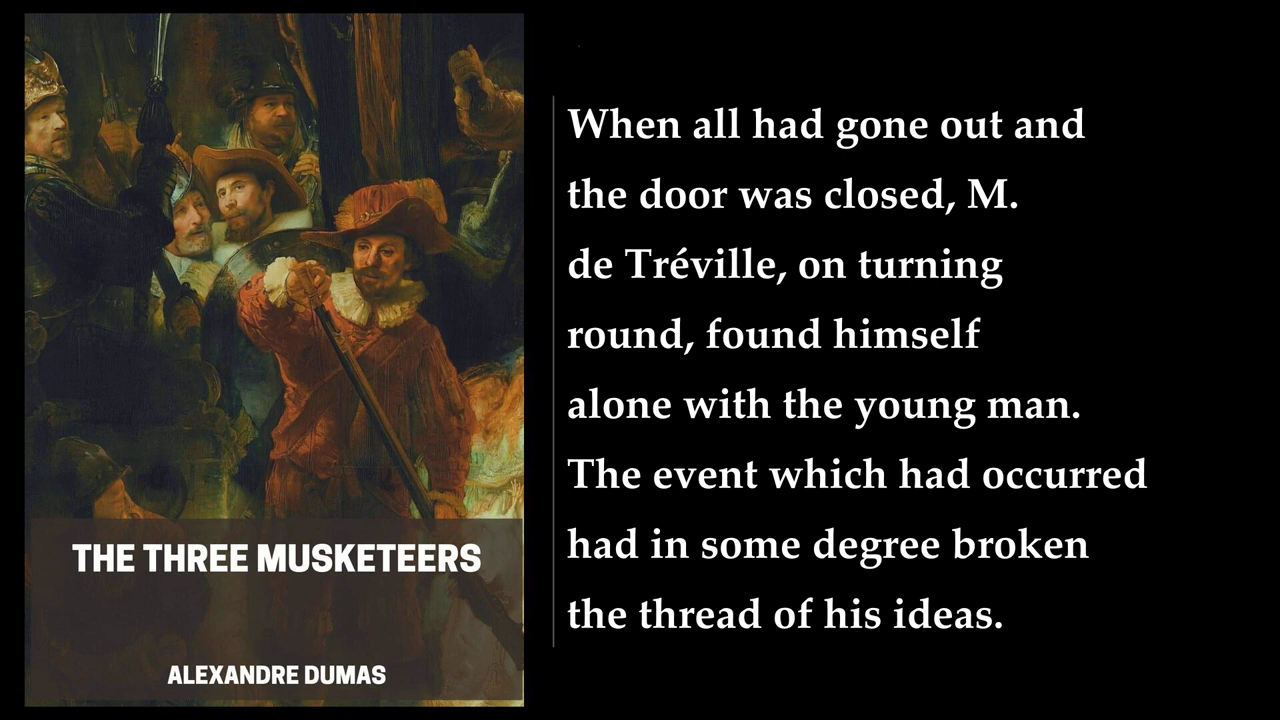 THE THREE MUSKETEERS
ALEXANDRE DUMAS
When all had gone out and
the door was closed, M.
de Tréville, on turning
round, found himself
alone with the young man.
The event which had occurred
had in some degree broken
the thread of his ideas.